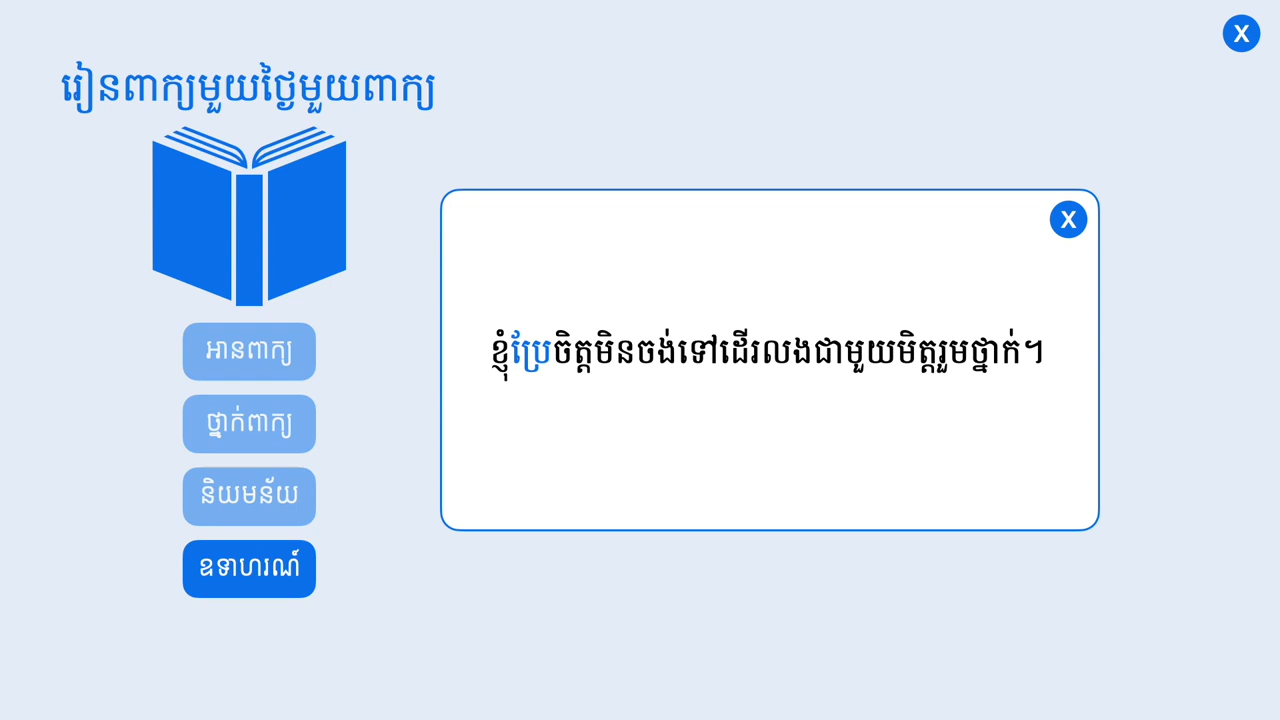 X
រៀនពាក្យមួយថ្ងៃមួយពាក្យ
X
ខ្ញុំប្រែចិត្តមិនចង់ទៅដើរលងជាមួយមិត្តរួមថ្នាក់។
អានពាក្យ
ថ្នាក់ពាក្យ
និយមន័យ
ឧទាហរណ៍